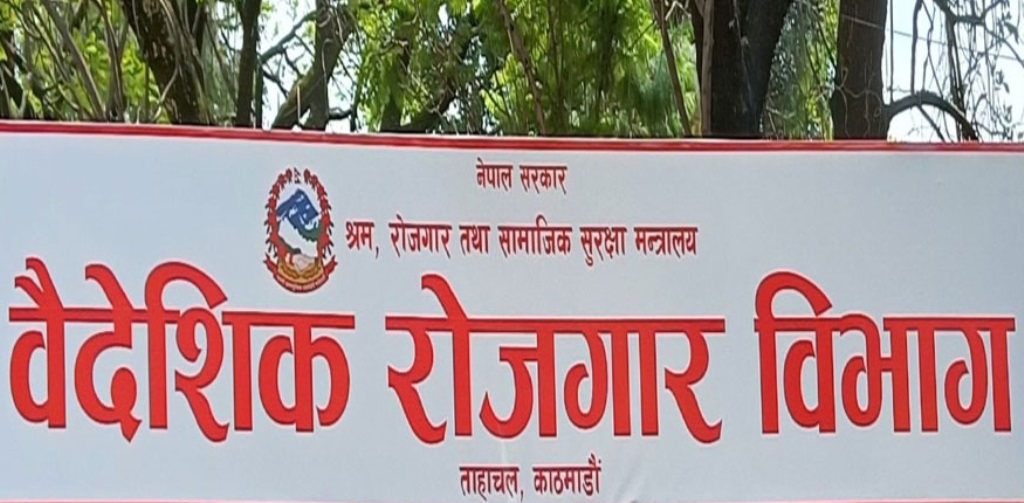 नेपाल सरकार
श्रम, रोजगार तथा सामाजिक सुरक्षा मन्त्रालय
वैदेशिक रोजगार विभाग
ताहाचल, काठमाडौं